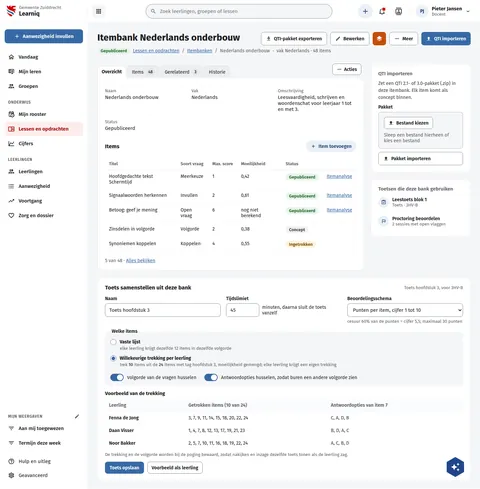 Gemeente Zuiddrecht
Learniq
Zoek leerlingen, groepen of lessen
Pieter Jansen
Docent
+ Aanwezigheid invullen
Vandaag
Mijn leren
Groepen
ONDERWIJS
Mijn rooster
Lessen en opdrachten
Cijfers
LEERLINGEN
Leerlingen
Aanwezigheid
Voortgang
Zorg en dossier
MIJN WEERGAVEN
Aan mij toegewezen
Termijn deze week
Hulp en uitleg
Geavanceerd
Itembank Nederlands onderbouw
QTI-pakket exporteren
Bewerken
Meer
QTI importeren
Gepubliceerd
Lessen en opdrachten / Itembanken / Nederlands onderbouw - vak Nederlands · 48 items
Overzicht
Items 48
Gerelateerd 3
Historie
Acties
Naam
Nederlands onderbouw
Vak
Nederlands
Omschrijving
Leesvaardigheid, schrijven en woordenschat voor leerjaar 1 tot en met 3.
Status
Gepubliceerd
Items
+ Item toevoegen
Titel Soort vraag Max. score Moeilijkheid Status
Hoofdgedachte tekst Schermtijd Meerkeuze 1 0,42 Gepubliceerd Itemanalyse
Signaalwoorden herkennen Invullen 2 0,61 Gepubliceerd Itemanalyse
Betoog: geef je mening Open vraag 6 nog niet berekend Gepubliceerd Itemanalyse
Zinsdelen in volgorde Volgorde 2 0,38 Concept
Synoniemen koppelen Koppelen 4 0,55 Ingetrokken
5 van 48 · Alles bekijken
QTI importeren
Zet een QTI 2.1- of 3.0-pakket (.zip) in deze itembank. Elk item komt als concept binnen.
Pakket
Bestand kiezen
Sleep een bestand hierheen of kies een bestand
Pakket importeren
Toetsen die deze bank gebruiken
Leestoets blok 1
Toets · 3HV-B
Proctoring beoordelen
2 sessies met open vlaggen
Toets samenstellen uit deze bank
Toets hoofdstuk 3, voor 3HV-B
Naam
Toets hoofdstuk 3
Tijdslimiet
45
minuten, daarna sluit de toets vanzelf
Beoordelingsschema
Punten per item, cijfer 1 tot 10
cesuur 60% van de punten = cijfer 5,5; maximaal 30 punten
Welke items
Vaste lijst
elke leerling krijgt dezelfde 12 items in dezelfde volgorde
Willekeurige trekking per leerling
trek 10 items uit de 24 items met tag hoofdstuk 3, moeilijkheid gemengd; elke leerling krijgt een eigen trekking
Volgorde van de vragen husselen
Antwoordopties husselen, zodat buren een andere volgorde zien
Voorbeeld van de trekking
Leerling Getrokken items (10 van 24) Antwoordopties van item 7
Fenna de Jong 3, 7, 9, 11, 14, 15, 18, 20, 22, 24 C, A, D, B
Daan Visser 1, 4, 7, 8, 12, 13, 17, 19, 21, 23 B, D, A, C
Noor Bakker 2, 5, 7, 10, 11, 16, 18, 19, 22, 24 A, C, B, D
De trekking en de volgorde worden bij de poging bewaard, zodat nakijken en inzage dezelfde toets tonen als de leerling zag.
Toets opslaan
Voorbeeld als leerling